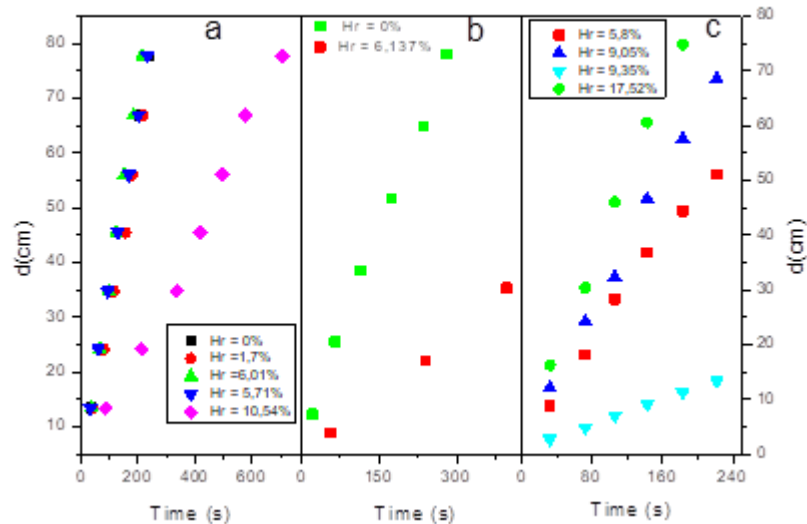 a
b
c
80
70
60
50
40
30
20
10
d(cm)
Hr = 0%
Hr =1,7%
Hr =6,01%
Hr = 5,71%
Hr = 10,54%
0 200 400 600
Time (s)
Hr = 0%
Hr = 6,137%
0 150 300
Time (s)
Hr = 5,8%
Hr = 9,05%
Hr = 9,35%
Hr = 17,52%
0 80 160 240
Time (s)
80
70
60
50
40
30
20
10
0
d(cm)